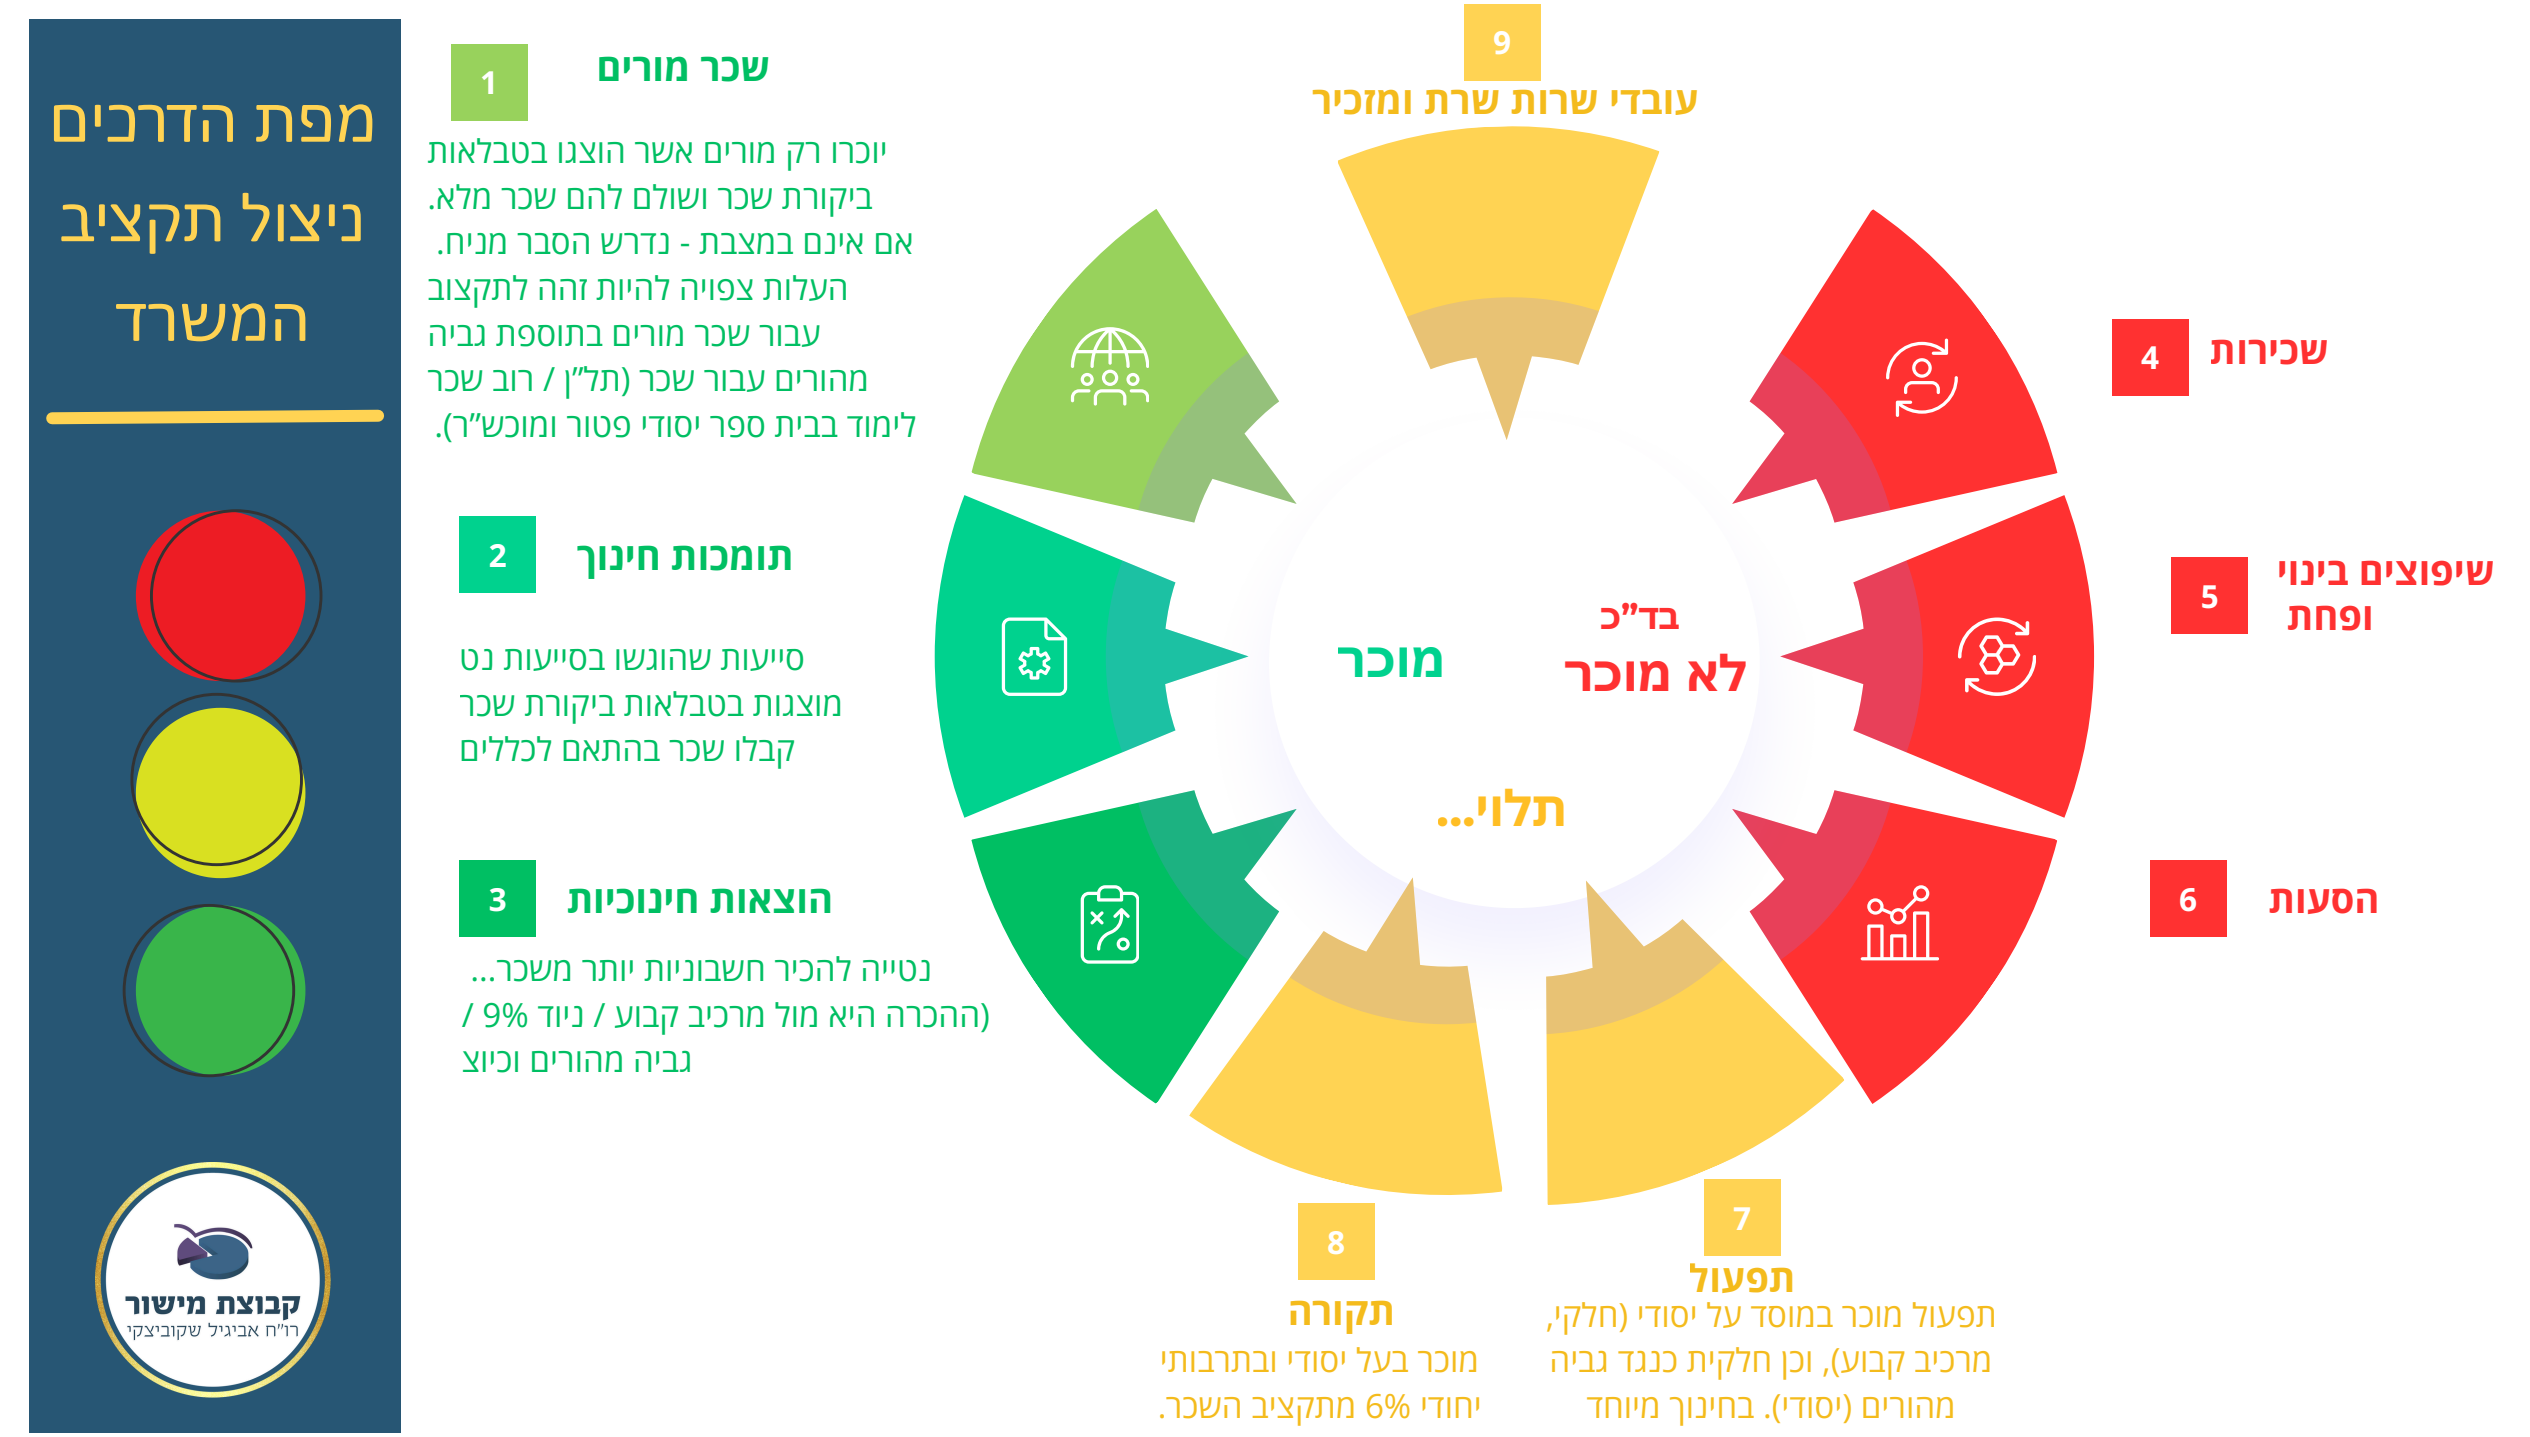 מפת הדרכים
ניצול תקציב
המשרד
קבוצת מישור
רו"ח אביגיל שקוביצקי
1
שכר מורים
יוכרו רק מורים אשר הוצגו בטבלאות
ביקורת שכר ושולם להם שכר מלא.
אם אינם במצבת - נדרש הסבר מניח.
העלות צפויה להיות זהה לתקצוב
עבור שכר מורים בתוספת גביה
מהורים עבור שכר (תל"ן / רוב שכר
לימוד בבית ספר יסודי פטור ומוכש"ר).
2
תומכות חינוך
סייעות שהוגשו בסייעות נט
מוצגות בטבלאות ביקורת שכר
קבלו שכר בהתאם לכללים
3
הוצאות חינוכיות
נטייה להכיר חשבוניות יותר משכר...
(ההכרה היא מול מרכיב קבוע / ניוד 9% /
גביה מהורים וכיוצ
9
עובדי שרות שרת ומזכיר
מוכר
בד"כ
לא מוכר
תלוי...
4
שכירות
5
שיפוצים בינוי
ופחת
6
הסעות
7
תפעול
תפעול מוכר במוסד על יסודי (חלקי,
מרכיב קבוע), וכן חלקית כנגד גביה
מהורים (יסודי). בחינוך מיוחד
8
תקורה
מוכר בעל יסודי ובתרבותי
יחודי 6% מתקציב השכר.